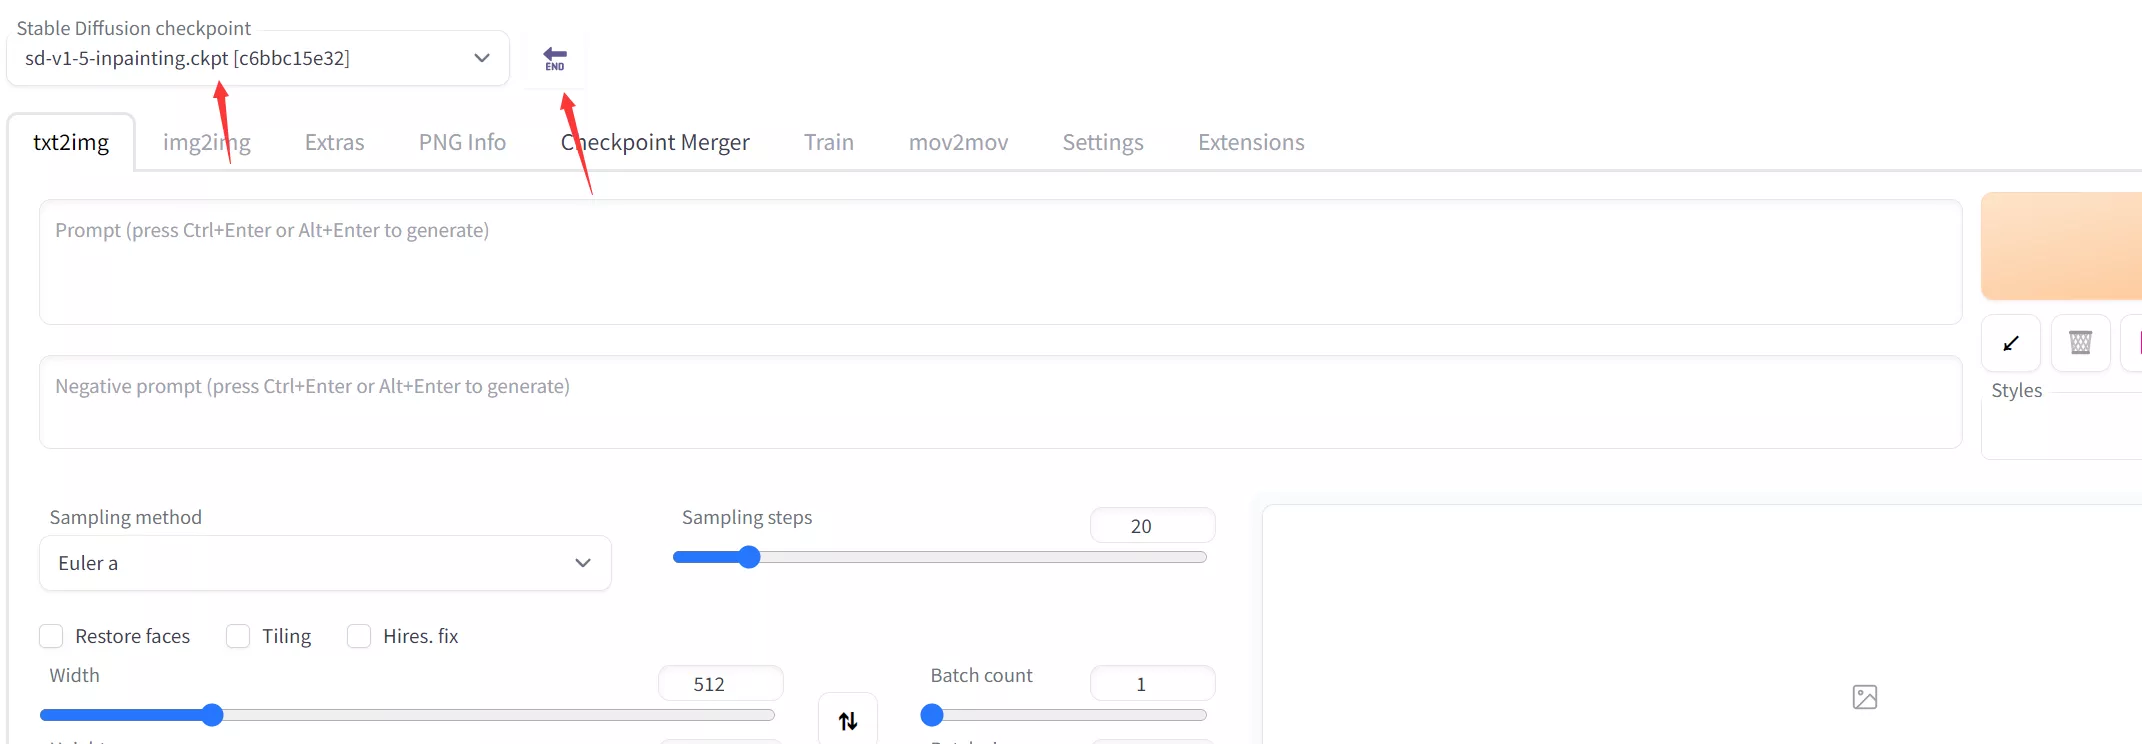 Stable Diffusion checkpoint
sd-v1-5-inpainting.ckpt [c6bbc15e32]
END
txt2img img2img Extras PNG Info Checkpoint Merger Train mov2mov Settings Extensions
Prompt (press Ctrl+Enter or Alt+Enter to generate)
Negative prompt (press Ctrl+Enter or Alt+Enter to generate)
Styles
Sampling method
Euler a
Sampling steps
20
Restore faces Tiling Hires. fix
Width
512
Batch count
1